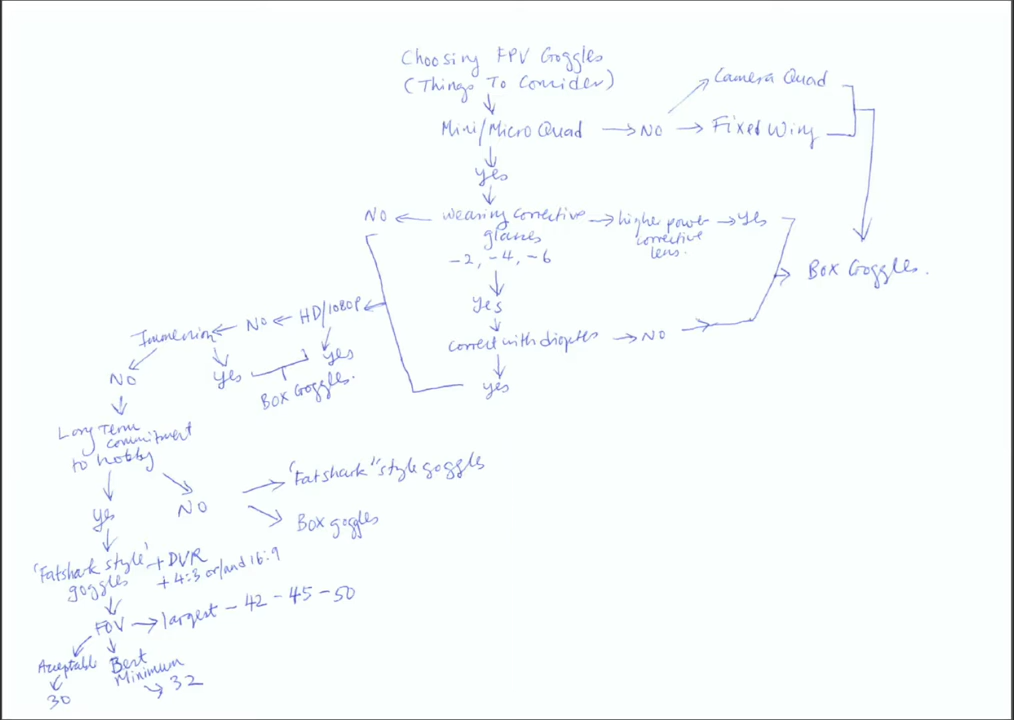 Choosing FPV Goggles
(Things To Consider)
Camera Quad
Mini/Micro Quad
NO
Fixed Wing
Yes
NO
wearing corrective
glasses
-2, -4, -6
higher power
corrective
lens.
Yes
Box Goggles.
Yes
HD/1080P
NO
Immersion
correct with diopters
NO
Yes
Yes
Yes
NO
Box Goggles.
Long Term
commitment
to hobby
NO
'Fatshark" style goggles
Box goggles
Yes
'Fatshark style'
goggles
+ DVR
+ 4:3 or/and 16:9
FOV
largest - 42 - 45 - 50
Acceptable
30
Best
Minimum
32